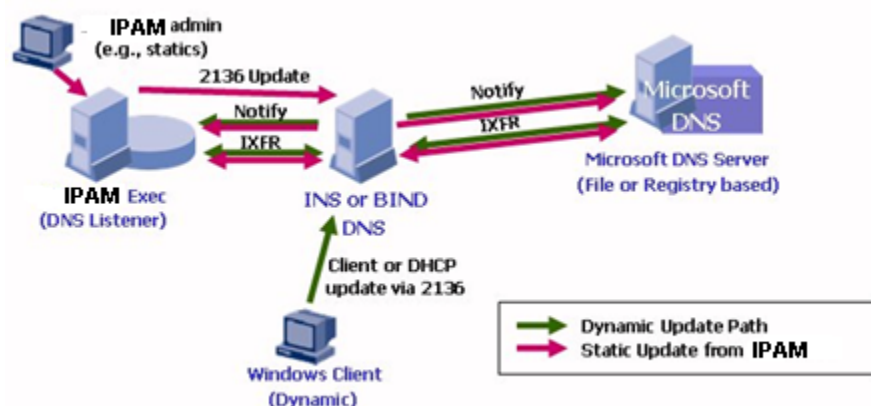 IPAM admin
(e.g., statics)
2136 Update
Notify
IXFR
IPAM Exec
(DNS Listener)
INS or BIND
DNS
Notify
IXFR
Microsoft
DNS
Microsoft DNS Server
(File or Registry based)
Client or DHCP
update via 2136
Windows Client
(Dynamic)
Dynamic Update Path
Static Update from IPAM